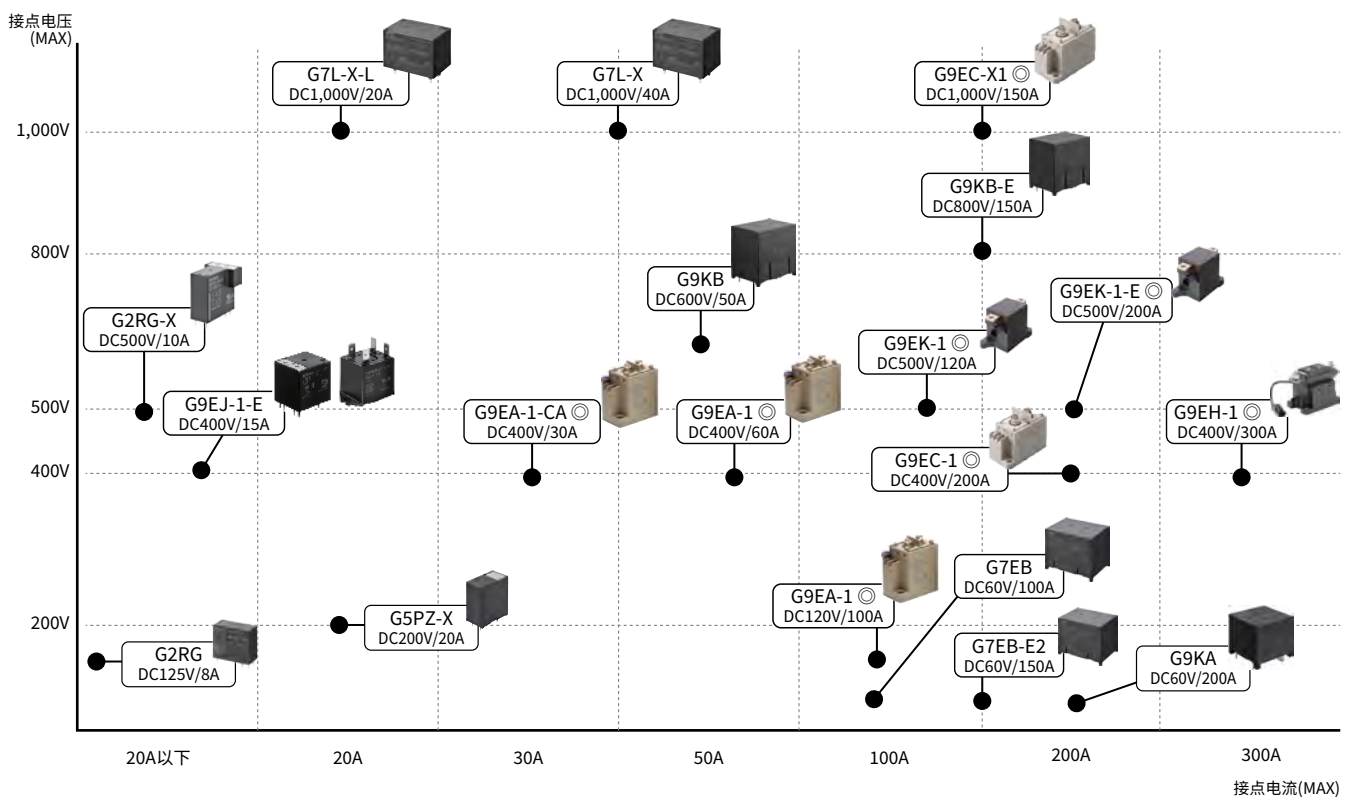 接点电压
(MAX)
G7L-X-L
DC1,000V/20A
G7L-X
DC1,000V/40A
G9EC-X1 ◎
DC1,000V/150A
1,000V
G9KB-E
DC800V/150A
800V
G9KB
DC600V/50A
G9EK-1-E ◎
DC500V/200A
G2RG-X
DC500V/10A
G9EK-1 ◎
DC500V/120A
G9EJ-1-E
DC400V/15A
500V
G9EA-1-CA ◎
DC400V/30A
G9EA-1 ◎
DC400V/60A
G9EH-1 ◎
DC400V/300A
G9EC-1 ◎
DC400V/200A
400V
G7EB
DC60V/100A
G9EA-1 ◎
DC120V/100A
G5PZ-X
DC200V/20A
200V
G2RG
DC125V/8A
G7EB-E2
DC60V/150A
G9KA
DC60V/200A
20A以下
20A
30A
50A
100A
200A
300A
接点电流(MAX)